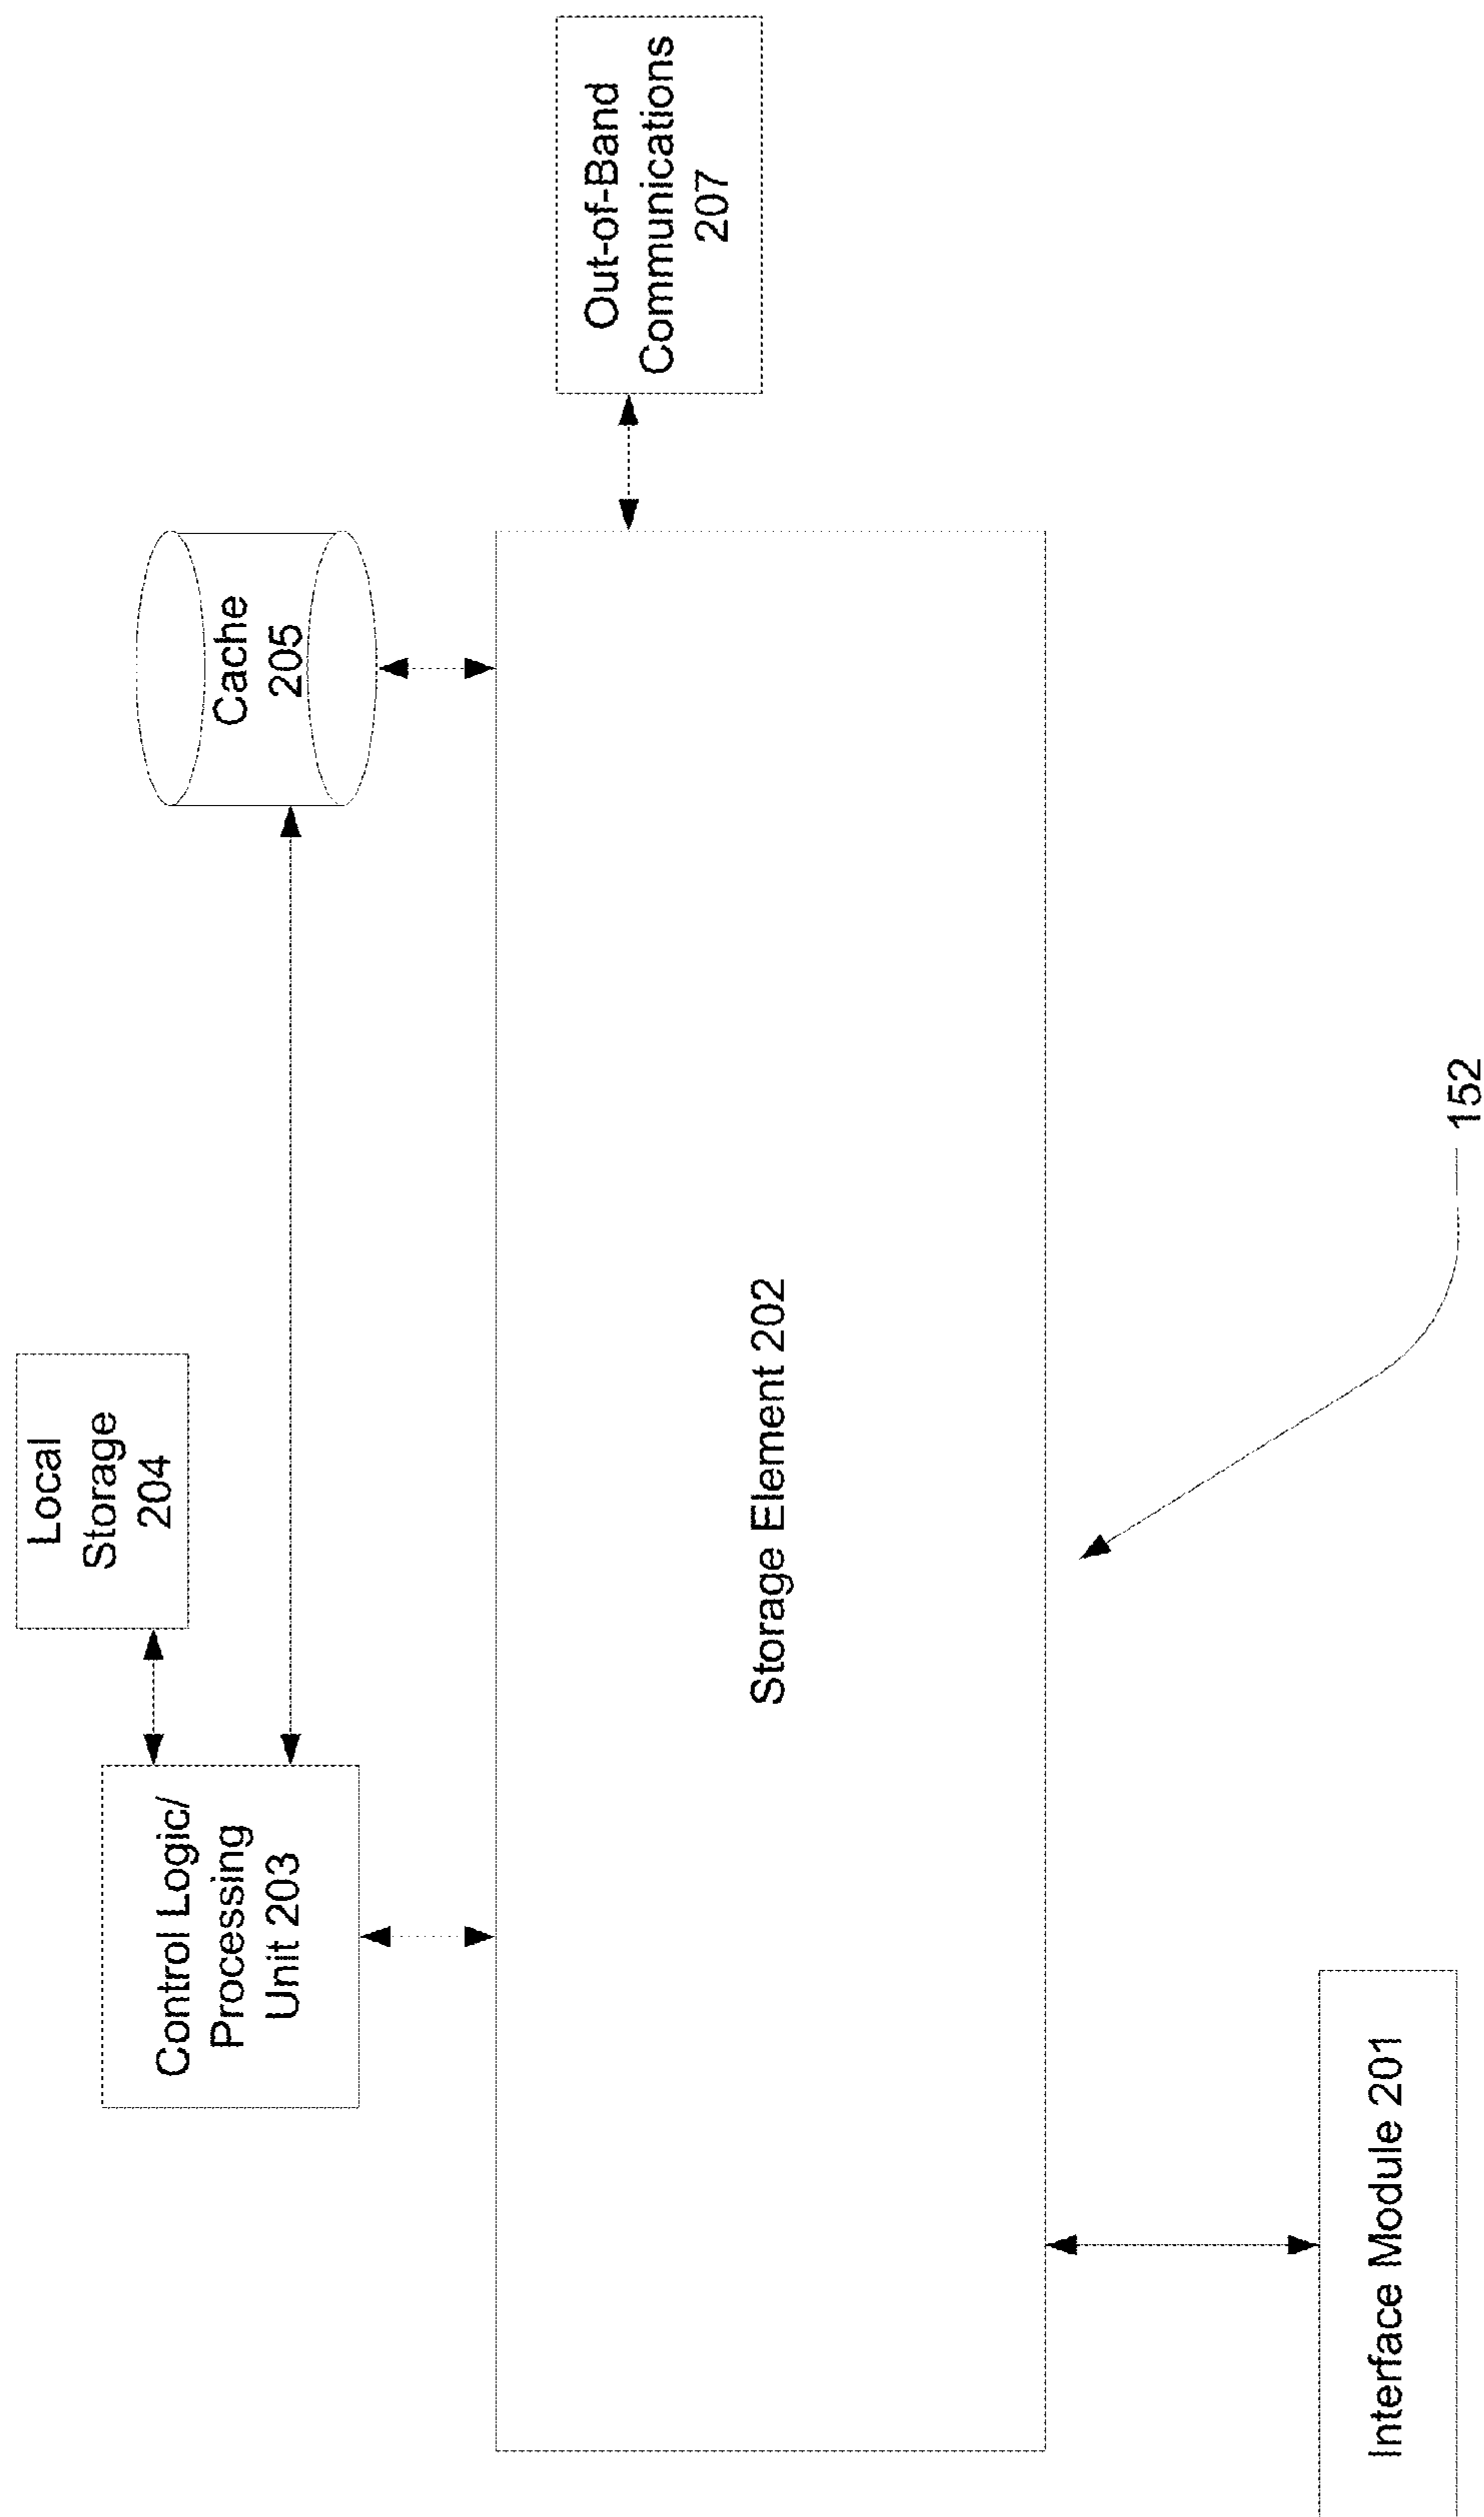 Local
Storage
204
Control Logic/
Processing
Unit 203
Cache
205
Storage Element 202
Out-of-Band
Communications
207
Interface Module 201
152